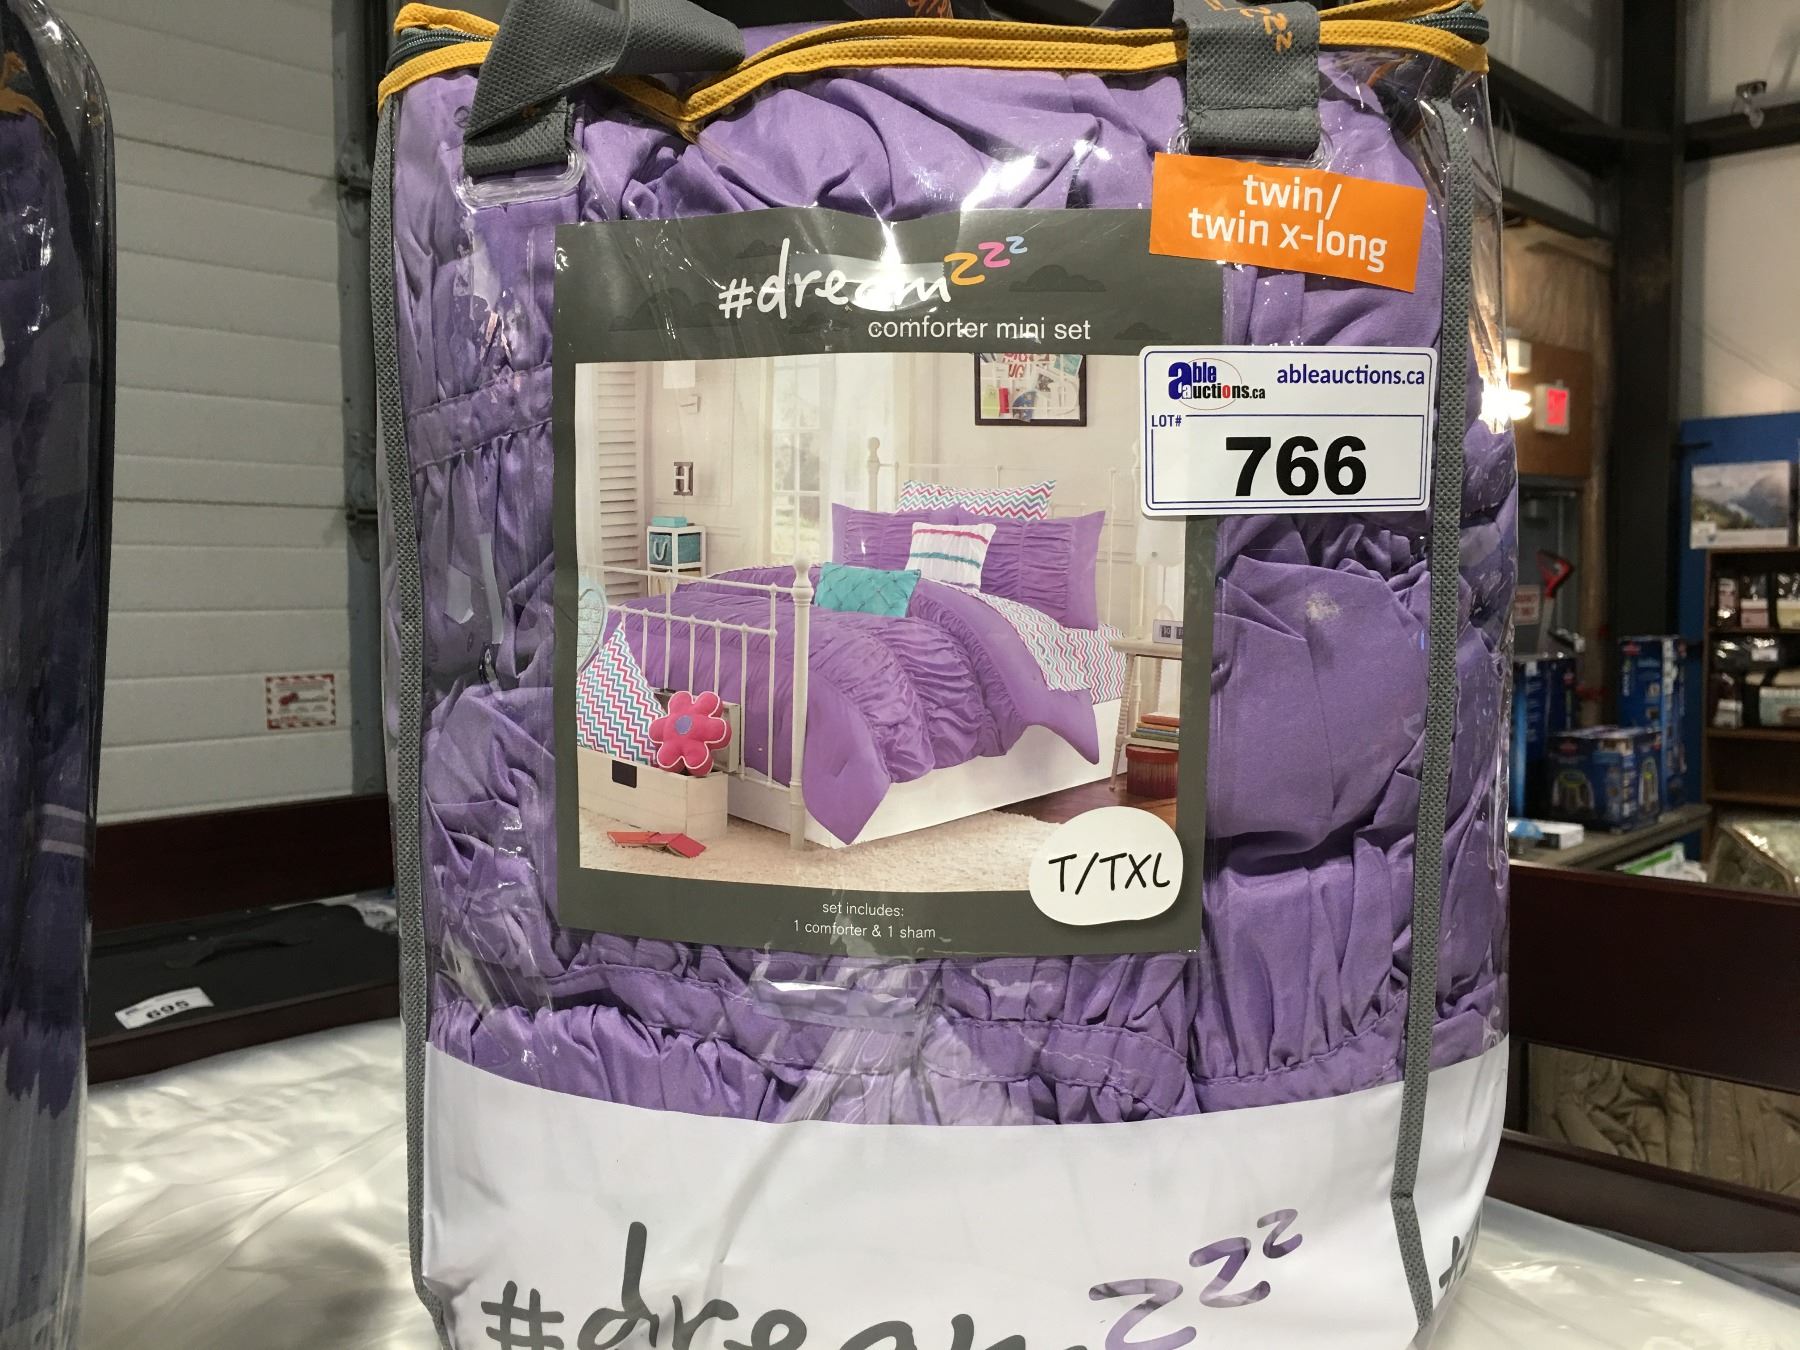 twin/
twin x-long
#dreamzzz
comforter mini set
able
auctions.ca
ableauctions.ca
LOT#
766
H
U
T/TXL
set includes:
1 comforter & 1 sham
695
#dreamzzz